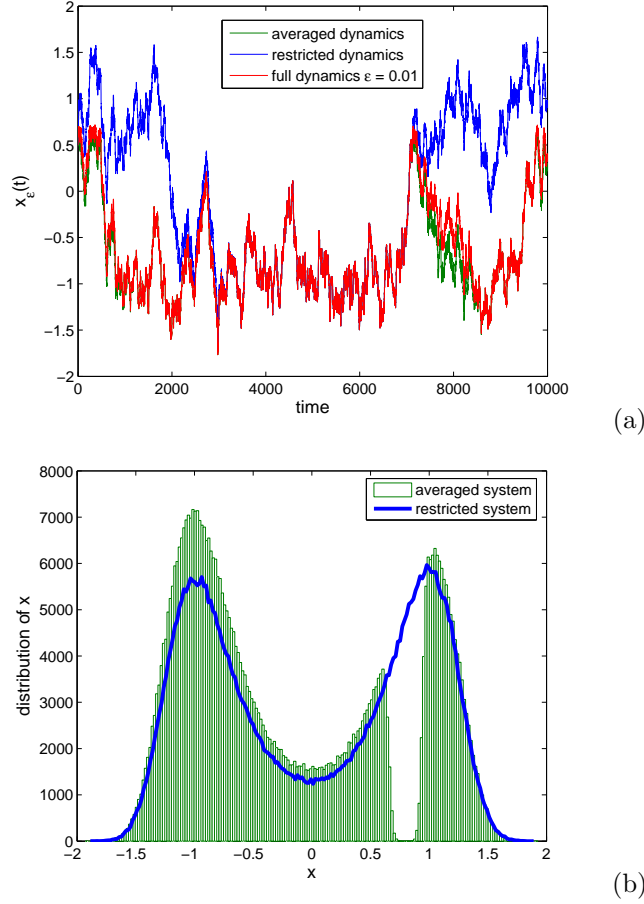 2
1.5
1
0.5
0
−0.5
−1
−1.5
−2
x_ε(t)
averaged dynamics
restricted dynamics
full dynamics ε = 0.01
0 2000 4000 6000 8000 10000
time
(a)
8000
7000
6000
5000
4000
3000
2000
1000
0
distribution of x
averaged system
restricted system
−2 −1.5 −1 −0.5 0 0.5 1 1.5 2
x
(b)